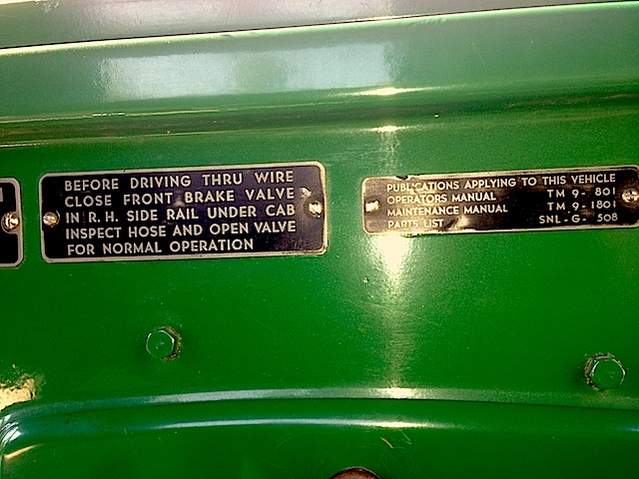 BEFORE DRIVING THRU WIRE
CLOSE FRONT BRAKE VALVE
IN R. H. SIDE RAIL UNDER CAB
INSPECT HOSE AND OPEN VALVE
FOR NORMAL OPERATION
PUBLICATIONS APPLYING TO THIS VEHICLE
OPERATORS MANUAL TM 9- 801
MAINTENANCE MANUAL TM 9-1801
PARTS LIST SNL-G-508